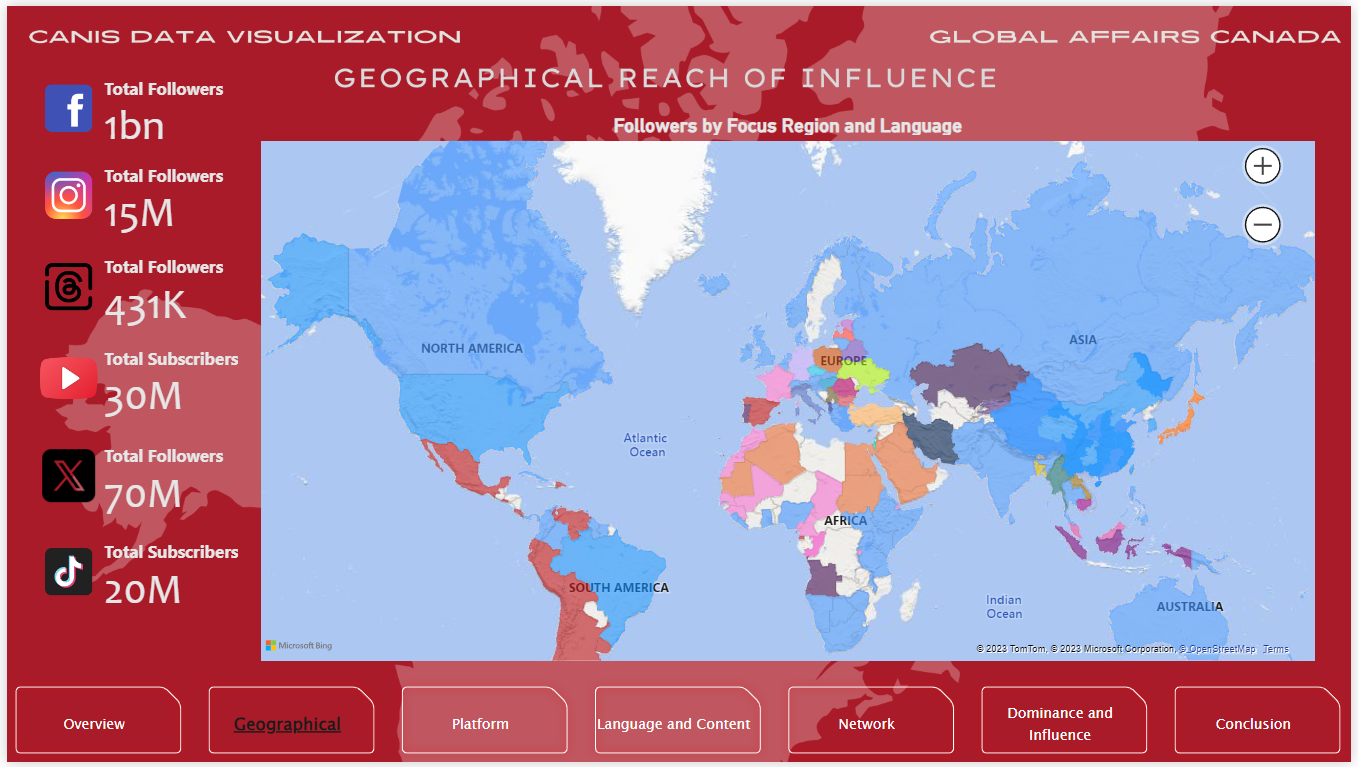 CANIS DATA VISUALIZATION
GLOBAL AFFAIRS CANADA
GEOGRAPHICAL REACH OF INFLUENCE
Total Followers
1bn
Total Followers
15M
Total Followers
431K
Total Subscribers
30M
Total Followers
70M
Total Subscribers
20M
Followers by Focus Region and Language
NORTH AMERICA
EUROPE
ASIA
Atlantic
Ocean
AFRICA
SOUTH AMERICA
Indian
Ocean
AUSTRALIA
Microsoft Bing
© 2023 TomTom, © 2023 Microsoft Corporation, © OpenStreetMap Terms
Overview
Geographical
Platform
Language and Content
Network
Dominance and
Influence
Conclusion